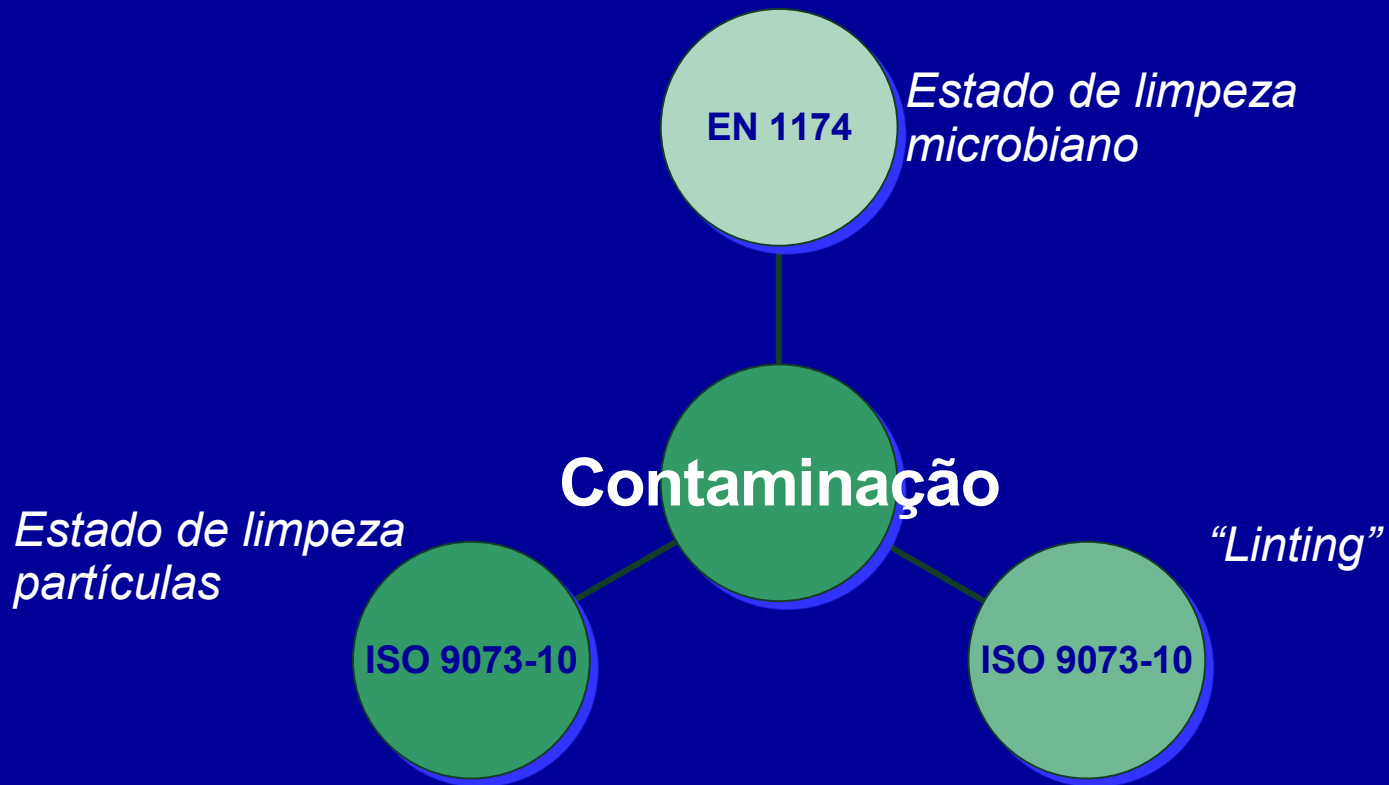 EN 1174
Estado de limpeza
microbiano
Contaminação
Estado de limpeza
partículas
“Linting”
ISO 9073-10
ISO 9073-10